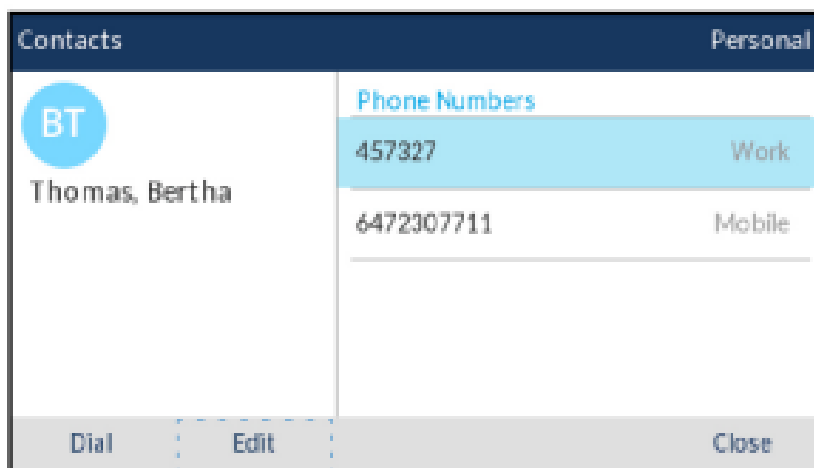 Contacts Personal
BT
Thomas, Bertha
Phone Numbers
457327 Work
6472307711 Mobile
Dial Edit Close